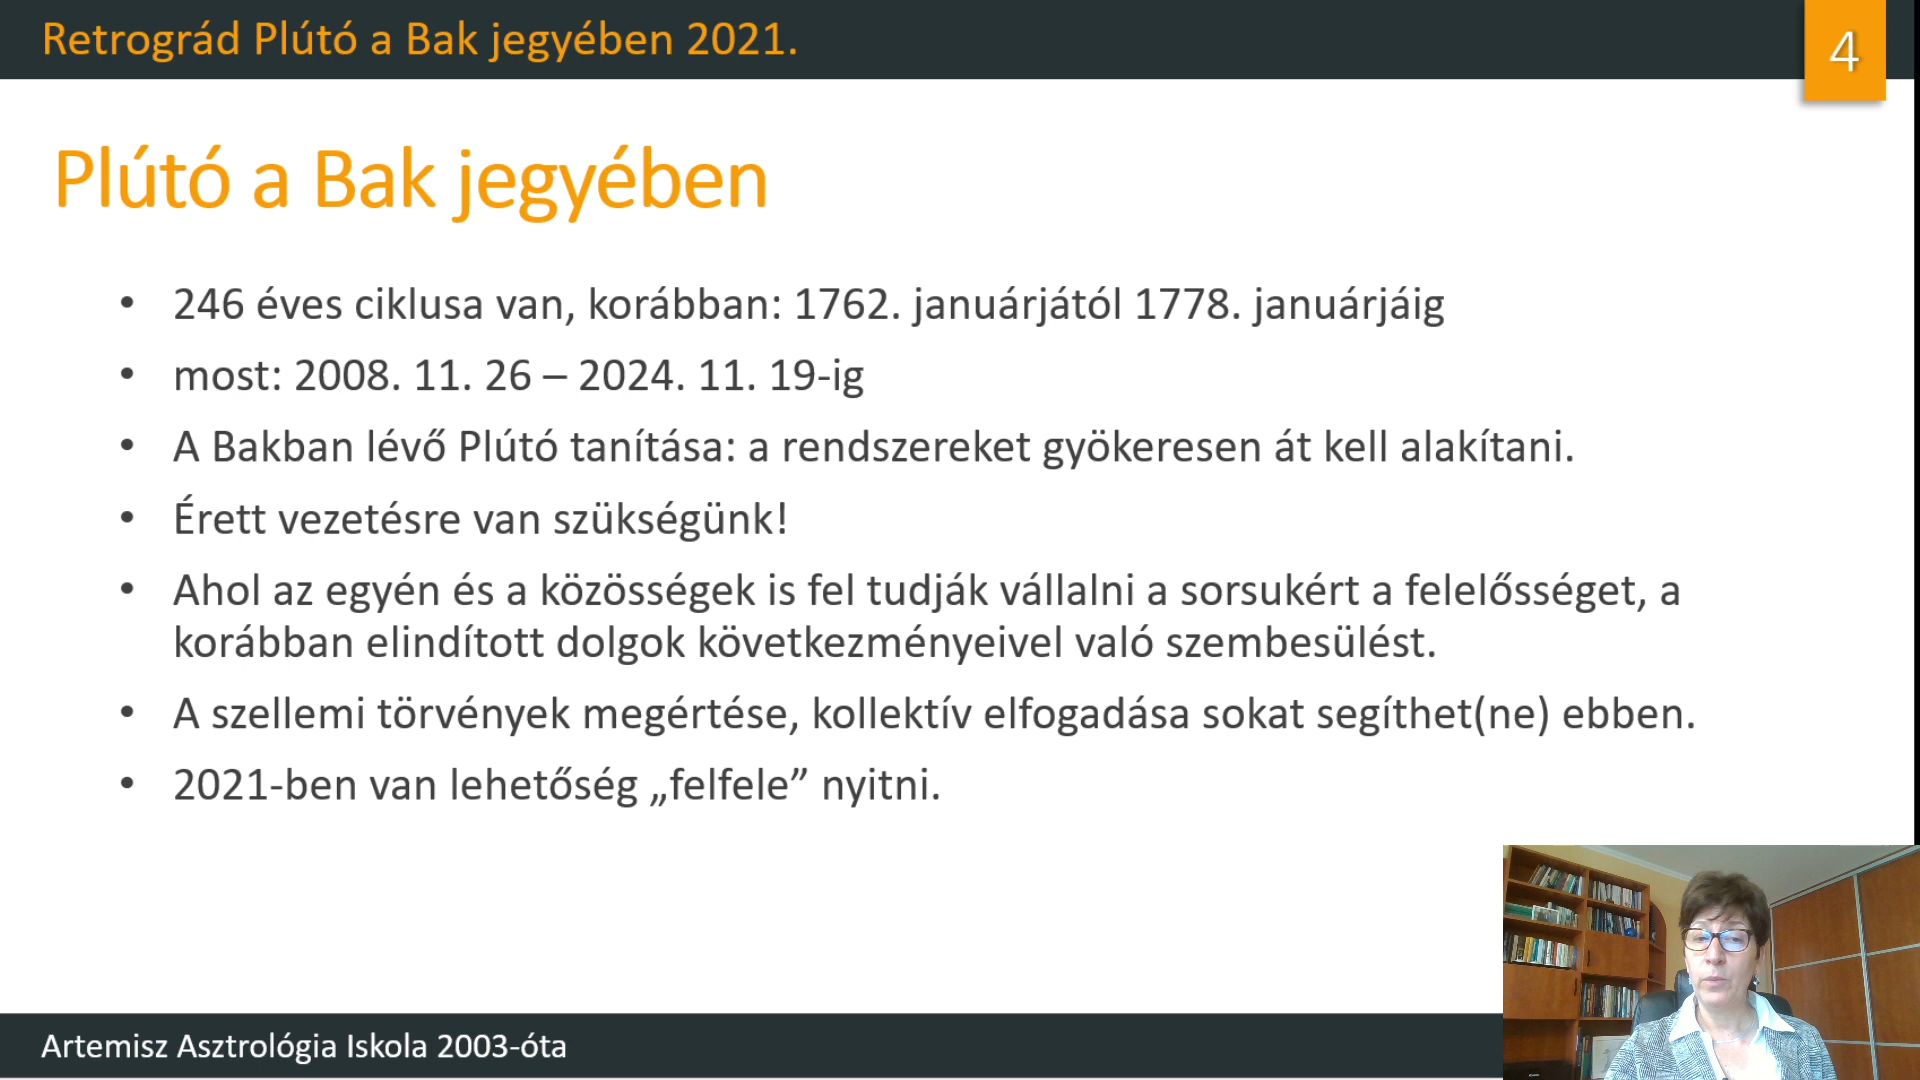 Retrográd Plútó a Bak jegyében 2021.
4
Plútó a Bak jegyében
• 246 éves ciklusa van, korábban: 1762. januárjától 1778. januárjáig
• most: 2008. 11. 26 – 2024. 11. 19-ig
• A Bakban lévő Plútó tanítása: a rendszereket gyökeresen át kell alakítani.
• Érett vezetésre van szükségünk!
• Ahol az egyén és a közösségek is fel tudják vállalni a sorsukért a felelősséget, a
korábban elindított dolgok következményeivel való szembesülést.
• A szellemi törvények megértése, kollektív elfogadása sokat segíthet(ne) ebben.
• 2021-ben van lehetőség „felfele” nyitni.
Artemisz Asztrológia Iskola 2003-óta